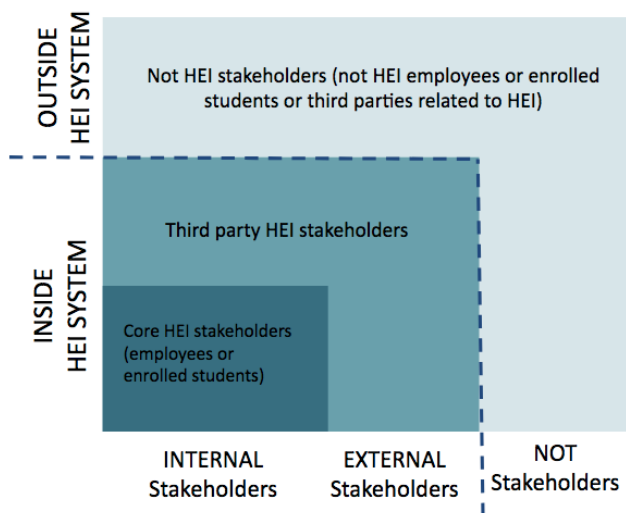 OUTSIDE
HEI SYSTEM
Not HEI stakeholders (not HEI employees or enrolled
students or third parties related to HEI)
INSIDE
HEI SYSTEM
Third party HEI stakeholders
Core HEI stakeholders
(employees or
enrolled students)
INTERNAL
Stakeholders
EXTERNAL
Stakeholders
NOT
Stakeholders